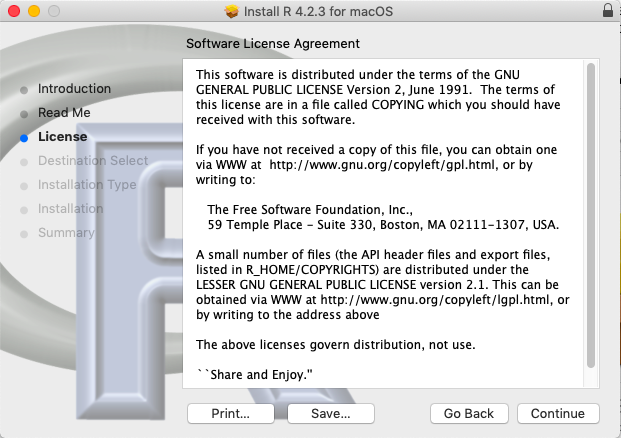 Install R 4.2.3 for macOS
Software License Agreement
Introduction
Read Me
License
Destination Select
Installation Type
Installation
Summary
This software is distributed under the terms of the GNU
GENERAL PUBLIC LICENSE Version 2, June 1991.  The terms of
this license are in a file called COPYING which you should have
received with this software.
If you have not received a copy of this file, you can obtain one
via WWW at  http://www.gnu.org/copyleft/gpl.html, or by
writing to:
The Free Software Foundation, Inc.,
59 Temple Place – Suite 330, Boston, MA 02111-1307, USA.
A small number of files (the API header files and export files,
listed in R_HOME/COPYRIGHTS) are distributed under the
LESSER GNU GENERAL PUBLIC LICENSE version 2.1. This can be
obtained via WWW at http://www.gnu.org/copyleft/lgpl.html, or
by writing to the address above
The above licenses govern distribution, not use.
``Share and Enjoy.''
Print...
Save...
Go Back
Continue